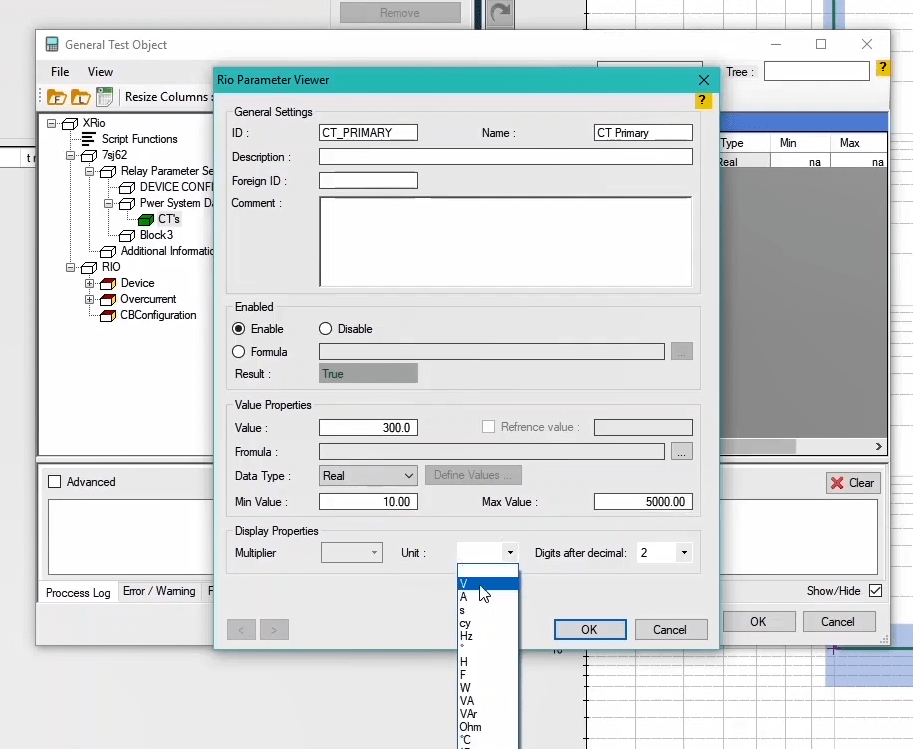 Remove
General Test Object
File View
Tree :
?
Resize Columns :
XRio
Script Functions
7sj62
Relay Parameter Se
DEVICE CONFI
Pwer System Da
CT's
Block3
Additional Informatio
RIO
Device
Overcurrent
CBConfiguration
Type Min Max
Real na na
Rio Parameter Viewer
?
General Settings
ID : CT_PRIMARY Name : CT Primary
Description :
Foreign ID :
Comment :
Enabled
Enable Disable
Formula ...
Result : True
Value Properties
Value : 300.0 Refrence value :
Fromula : ...
Data Type : Real Define Values ...
Min Value : 10.00 Max Value : 5000.00
Display Properties
Multiplier Unit : Digits after decimal: 2
V
A
s
cy
Hz
°
H
F
W
VA
VAr
Ohm
°C
< > OK Cancel
Advanced
Clear
Proccess Log Error / Warning
Show/Hide
OK Cancel